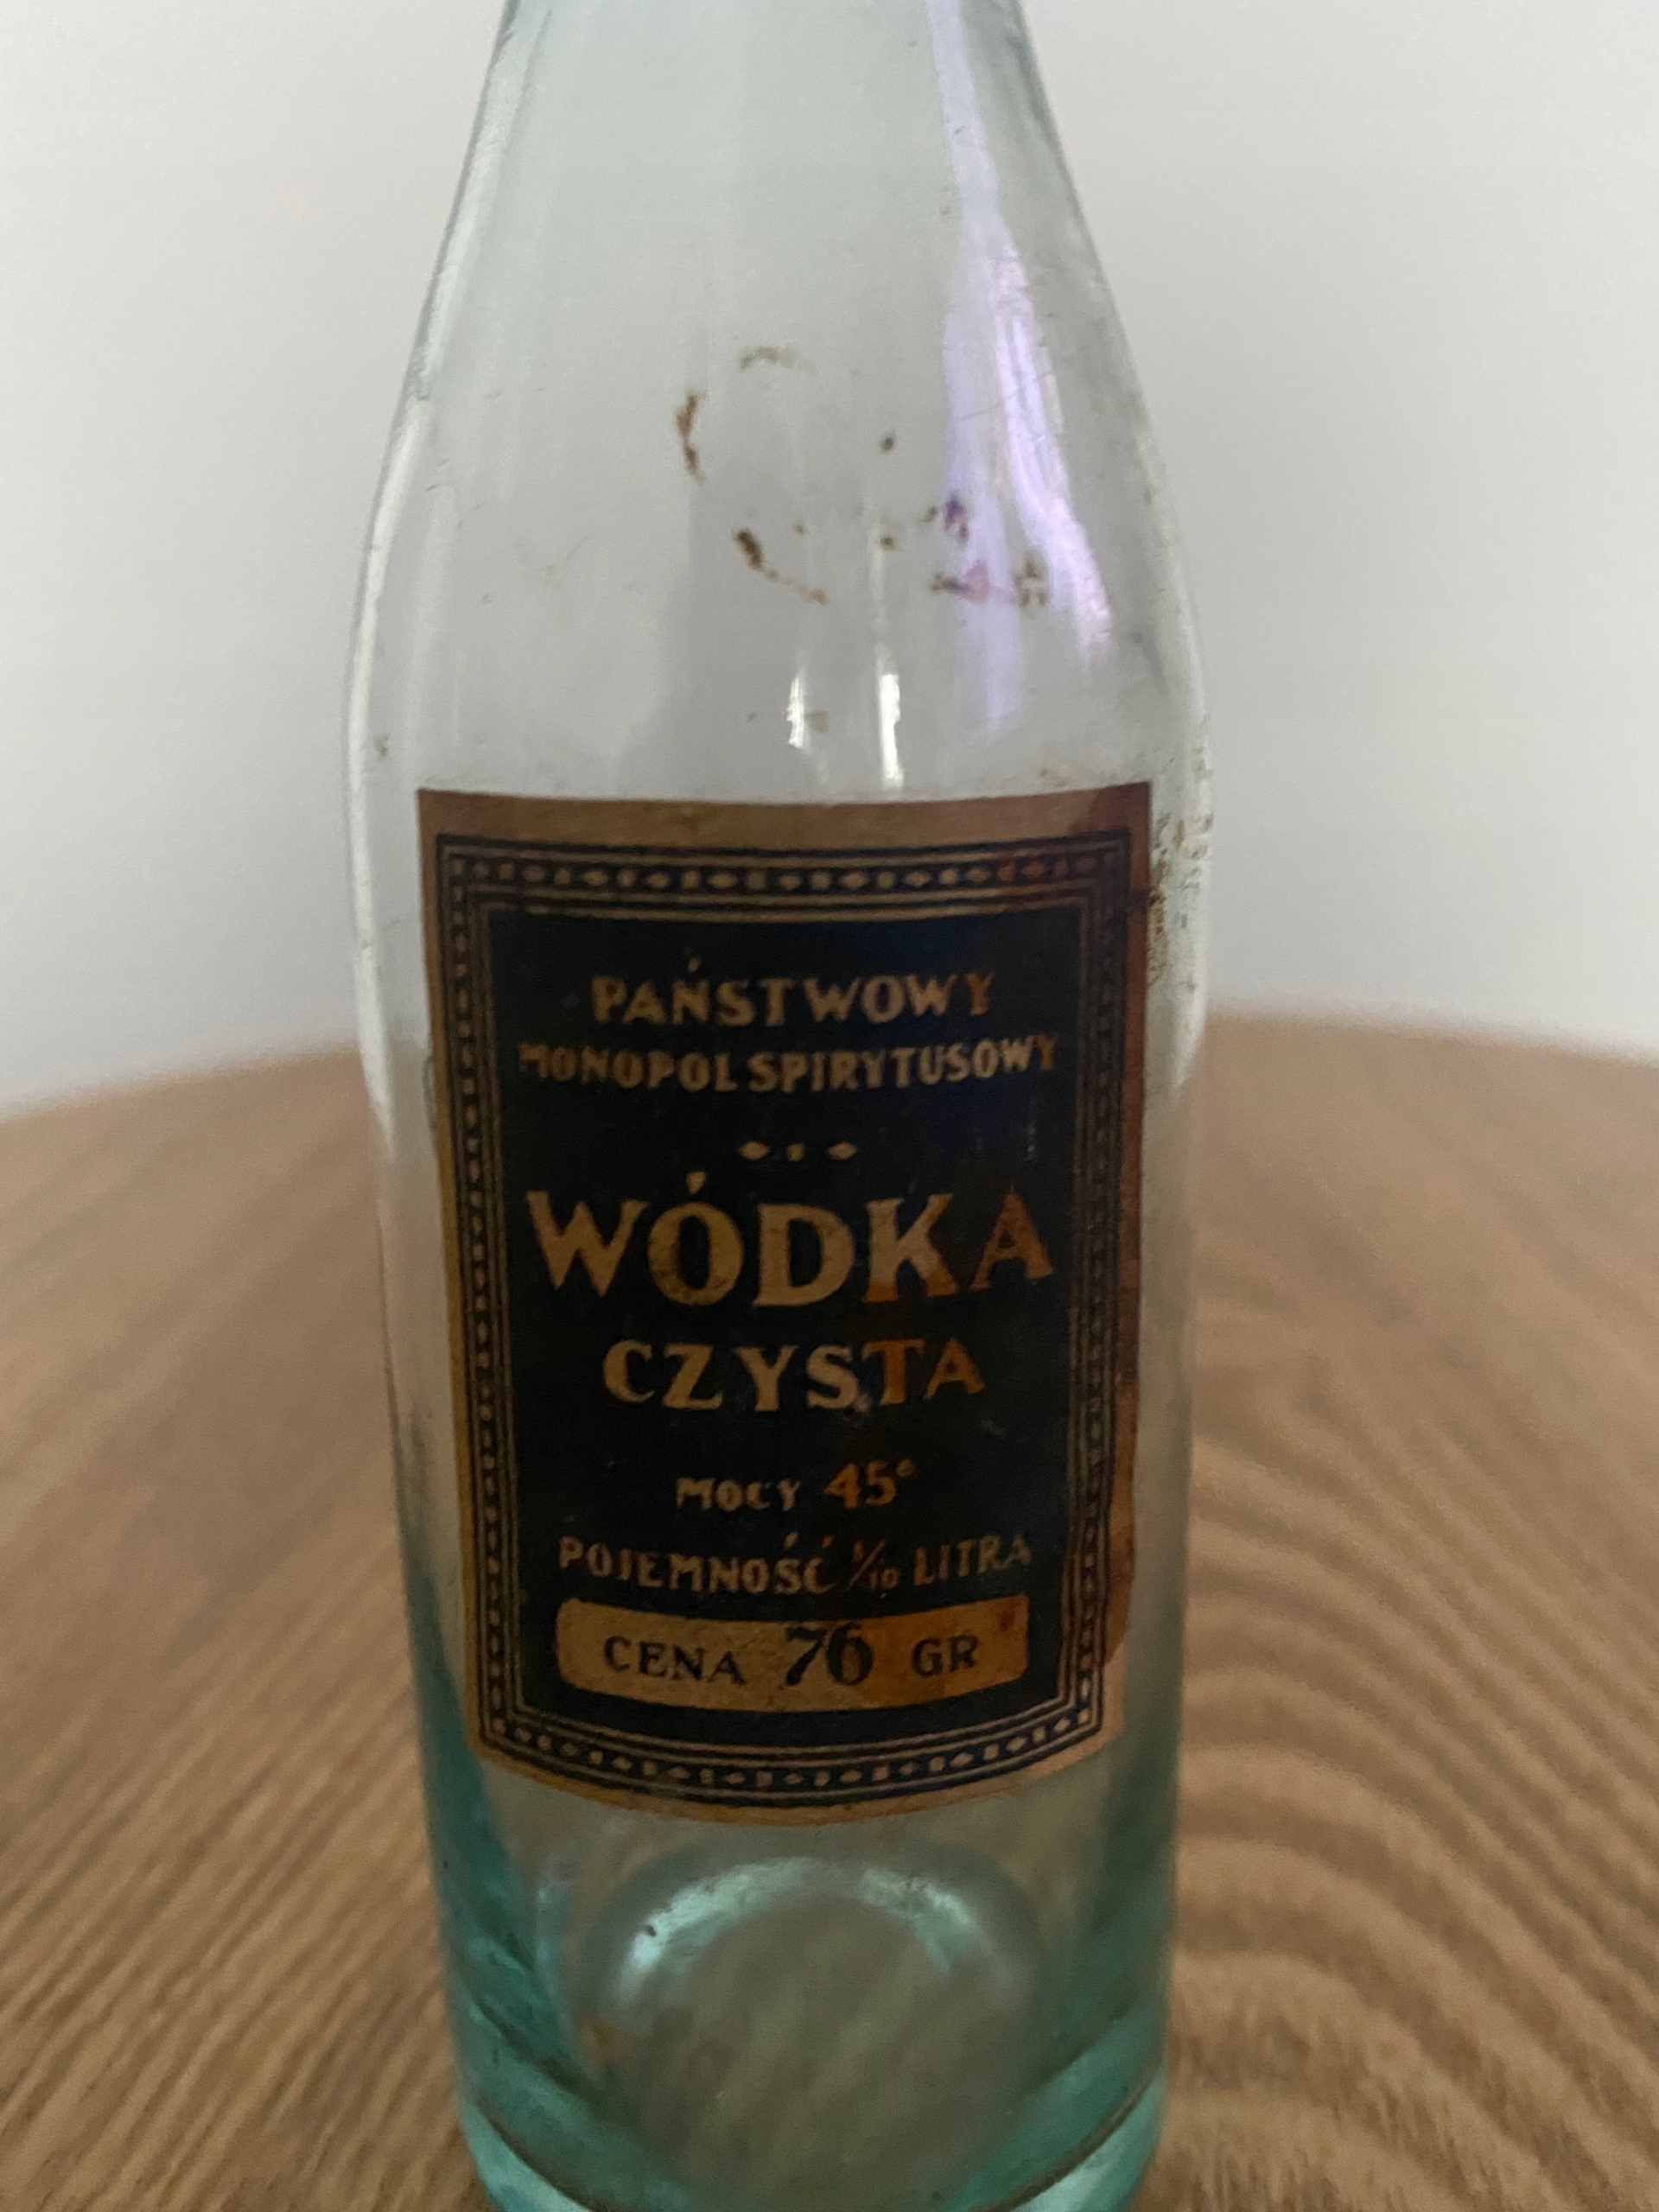 PAŃSTWOWY
MONOPOL SPIRYTUSOWY
WÓDKA
CZYSTA
MOCY 45°
POJEMNOŚĆ 1/10 LITRA
CENA 76 GR